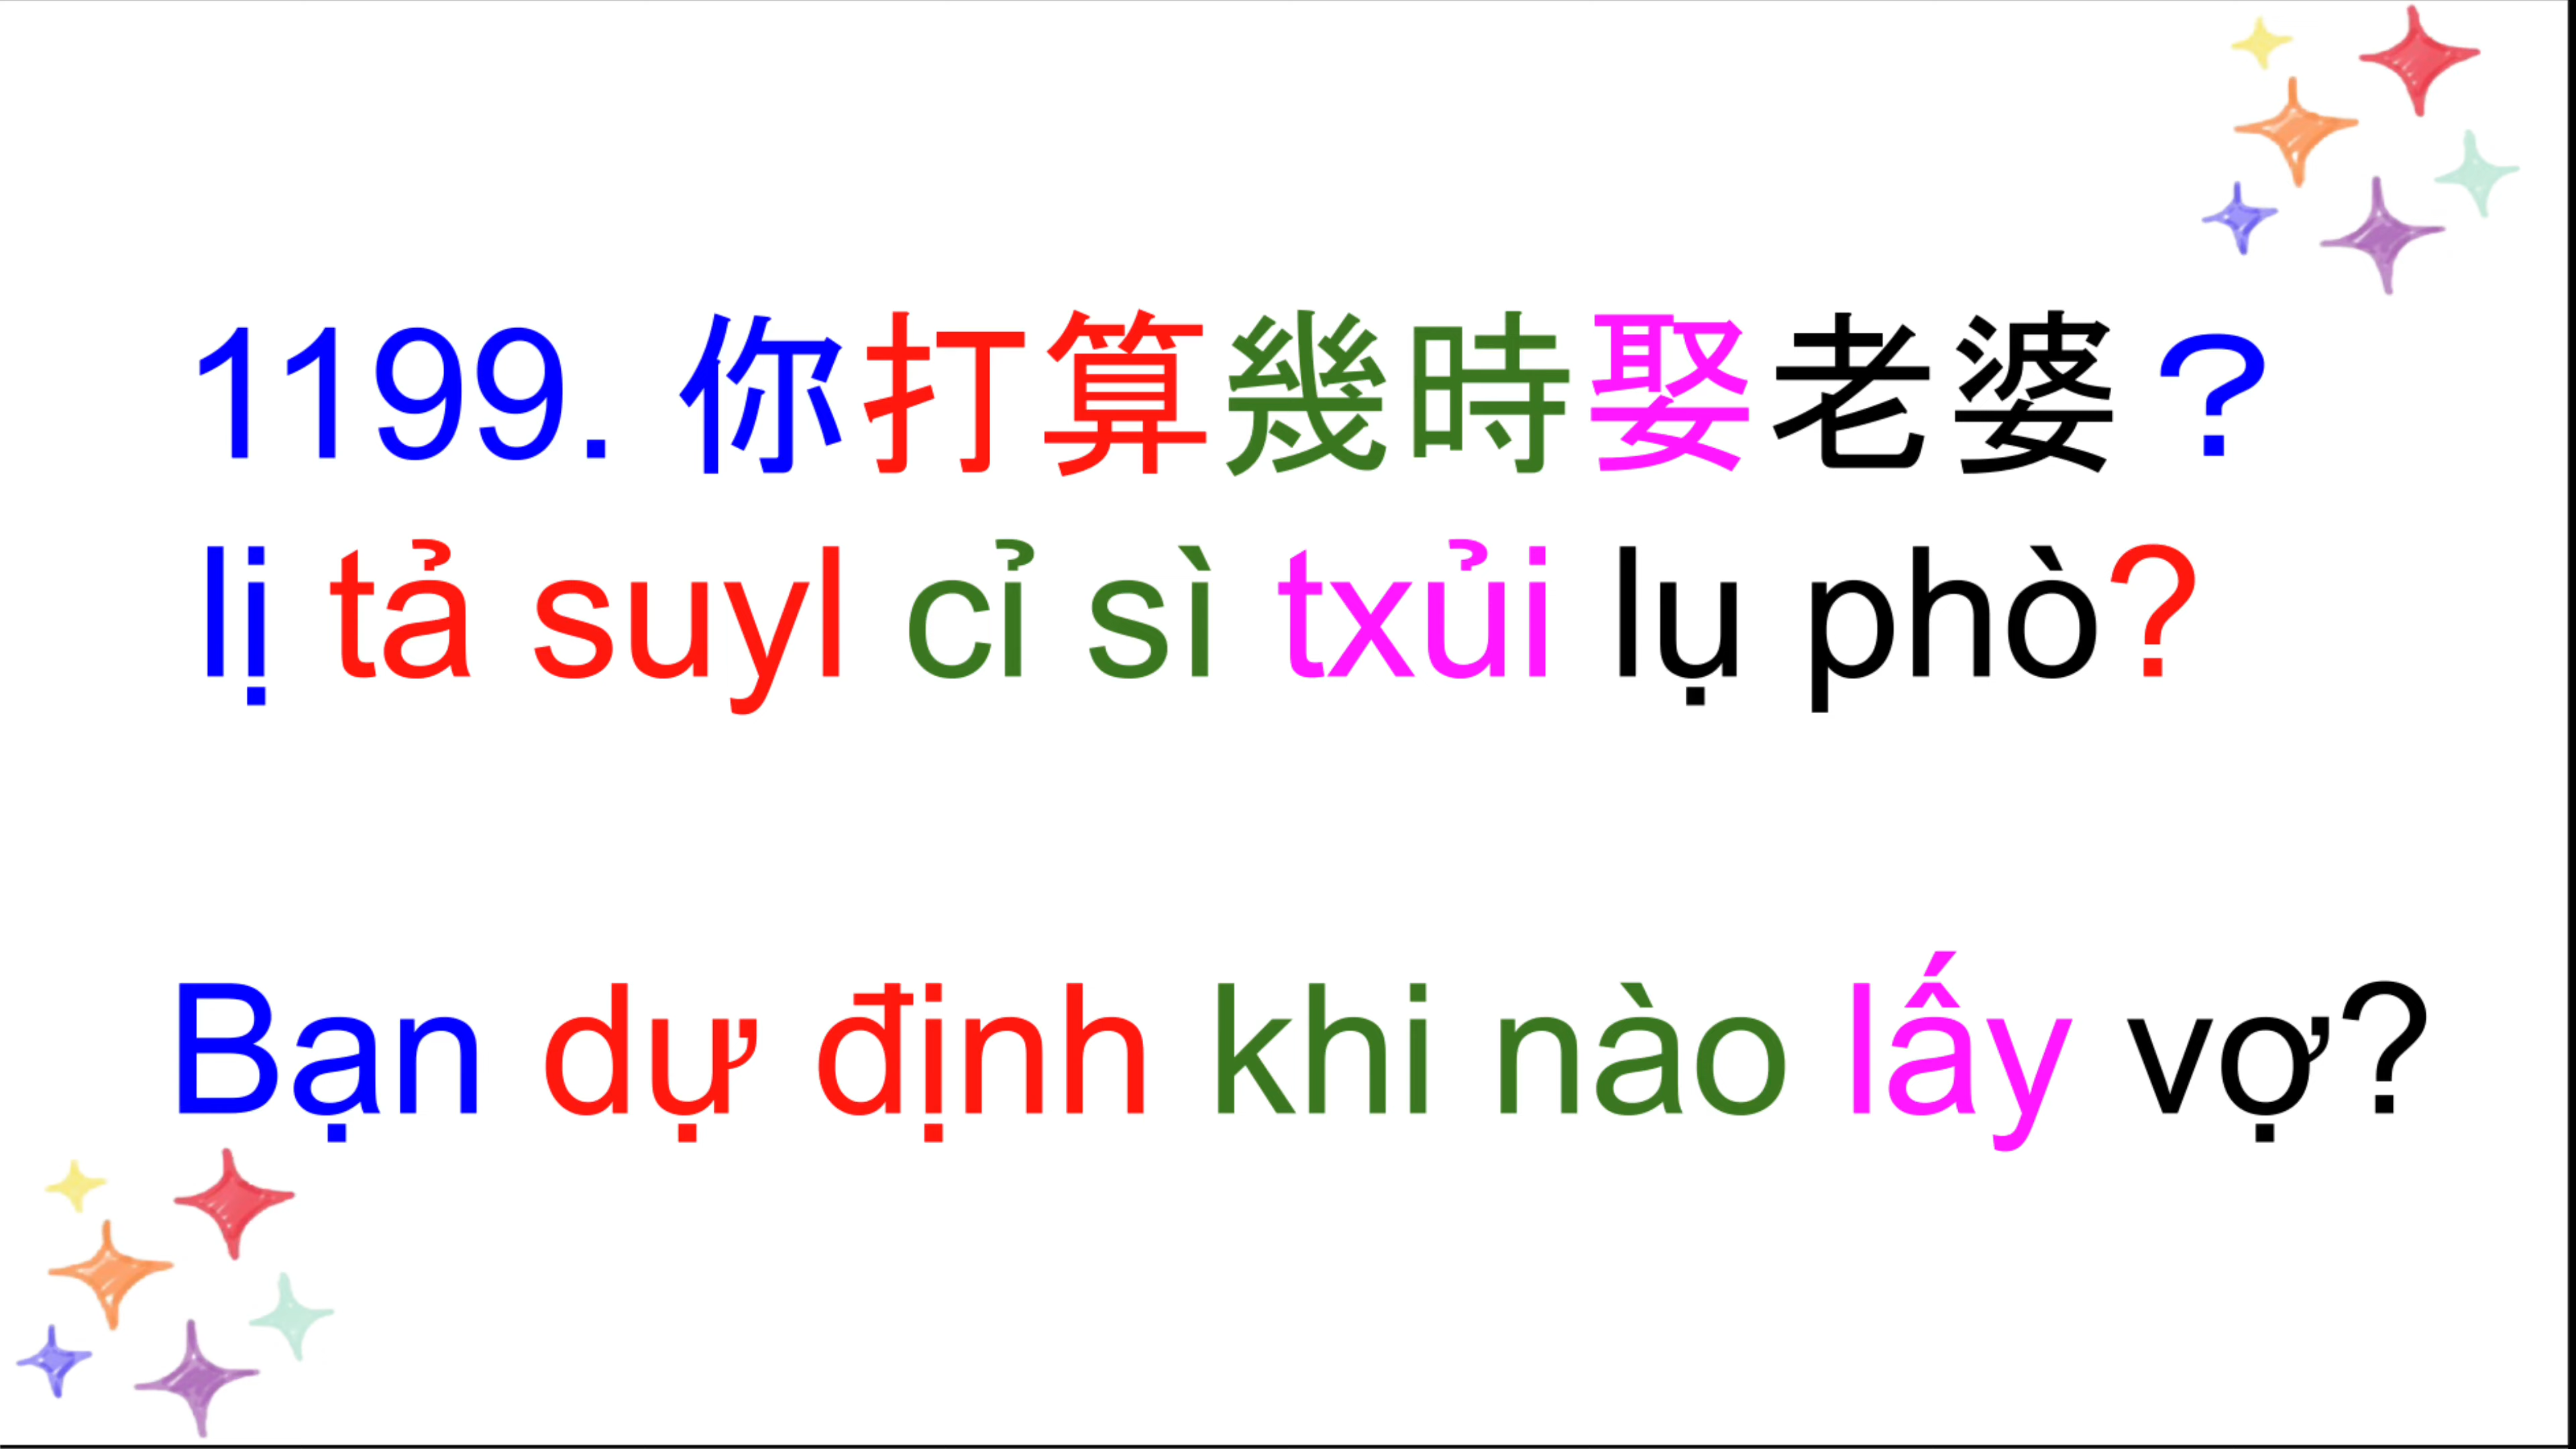 1199. 你打算幾時娶老婆？
lị tả suyl cỉ sì txủi lụ phò?
Bạn dự định khi nào lấy vợ?